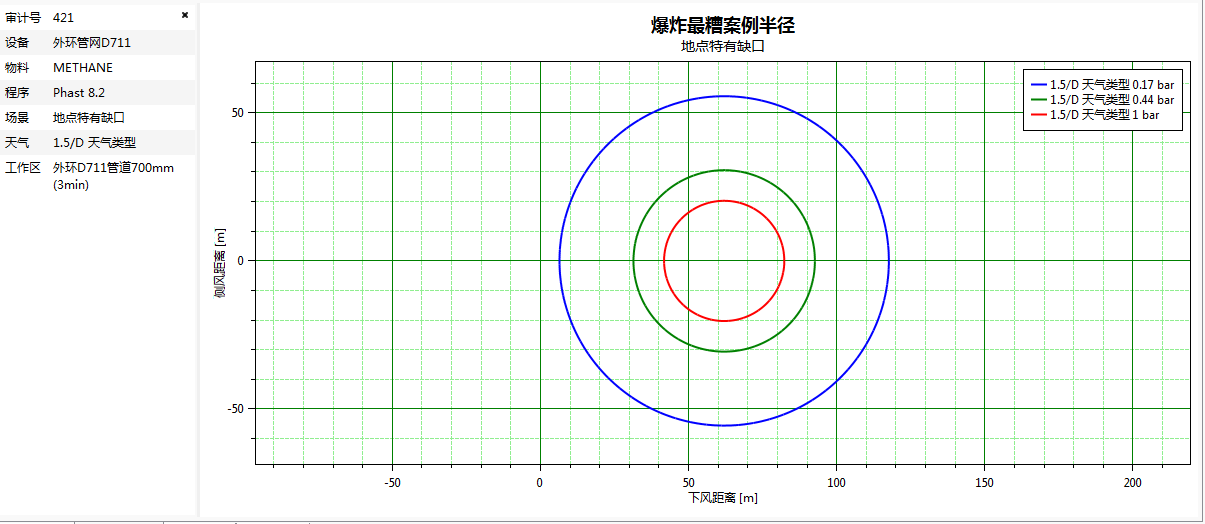 审计号 421
设备 外环管网D711
物料 METHANE
程序 Phast 8.2
场景 地点特有缺口
天气 1.5/D 天气类型
工作区 外环D711管道700mm
(3min)
爆炸最糟案例半径
地点特有缺口
1.5/D 天气类型 0.17 bar
1.5/D 天气类型 0.44 bar
1.5/D 天气类型 1 bar
侧风距离 [m]
50
0
-50
-50 0 50 100 150 200
下风距离 [m]